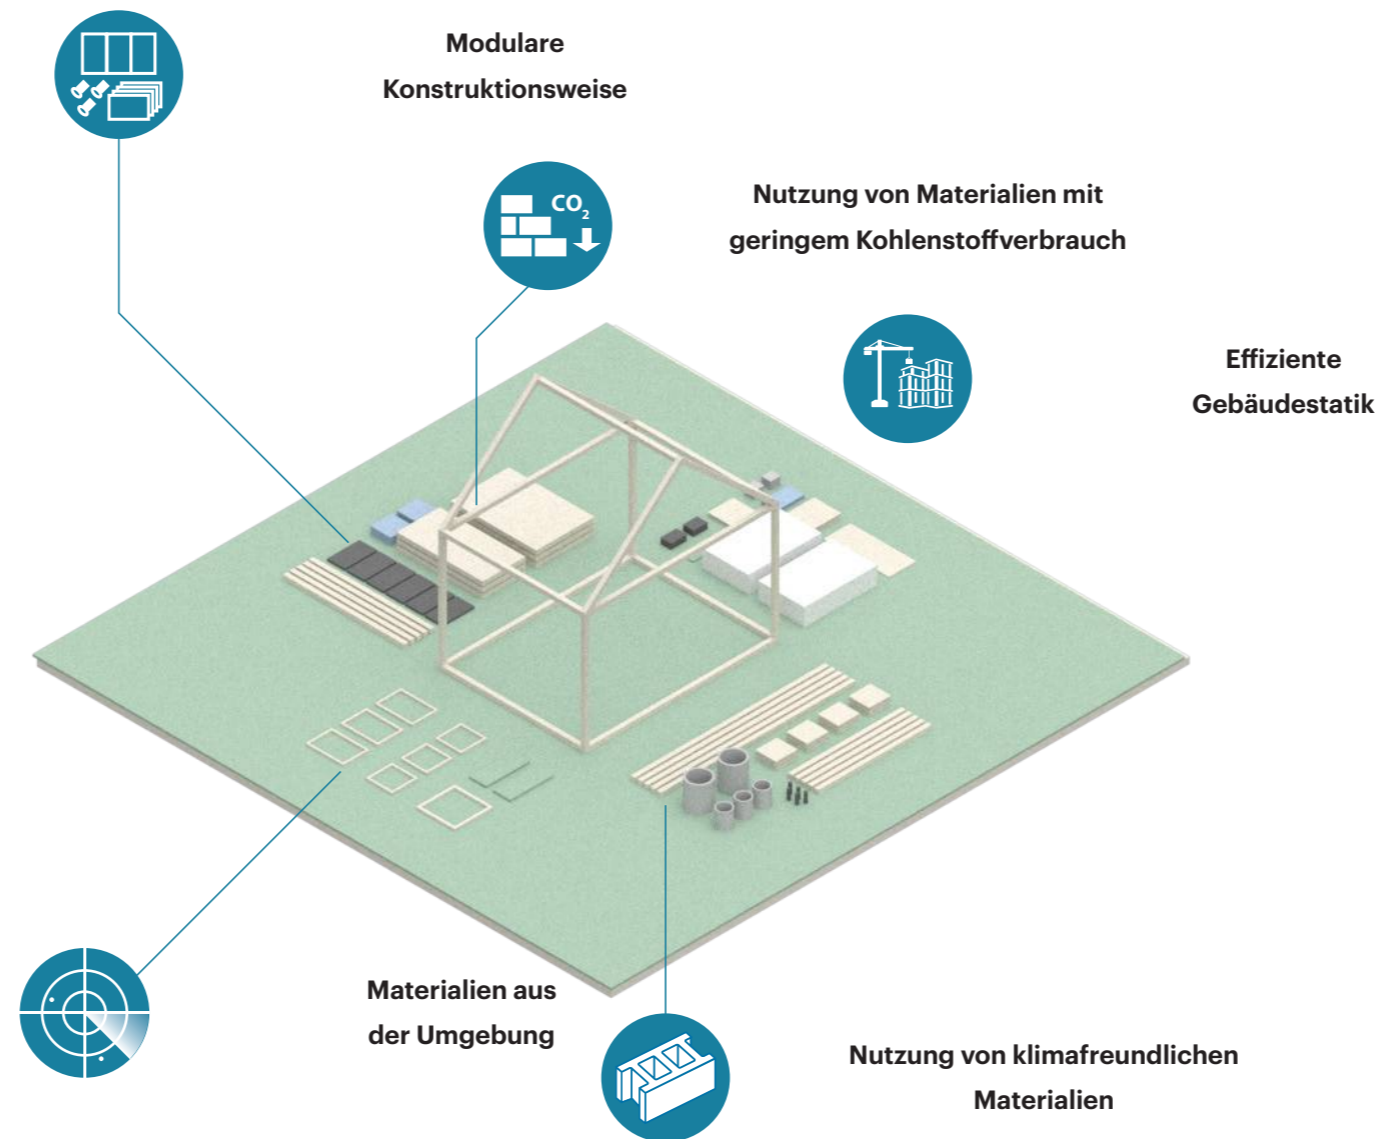 Modulare
Konstruktionsweise
CO₂
Nutzung von Materialien mit
geringem Kohlenstoffverbrauch
Effiziente
Gebäudestatik
Materialien aus
der Umgebung
Nutzung von klimafreundlichen
Materialien